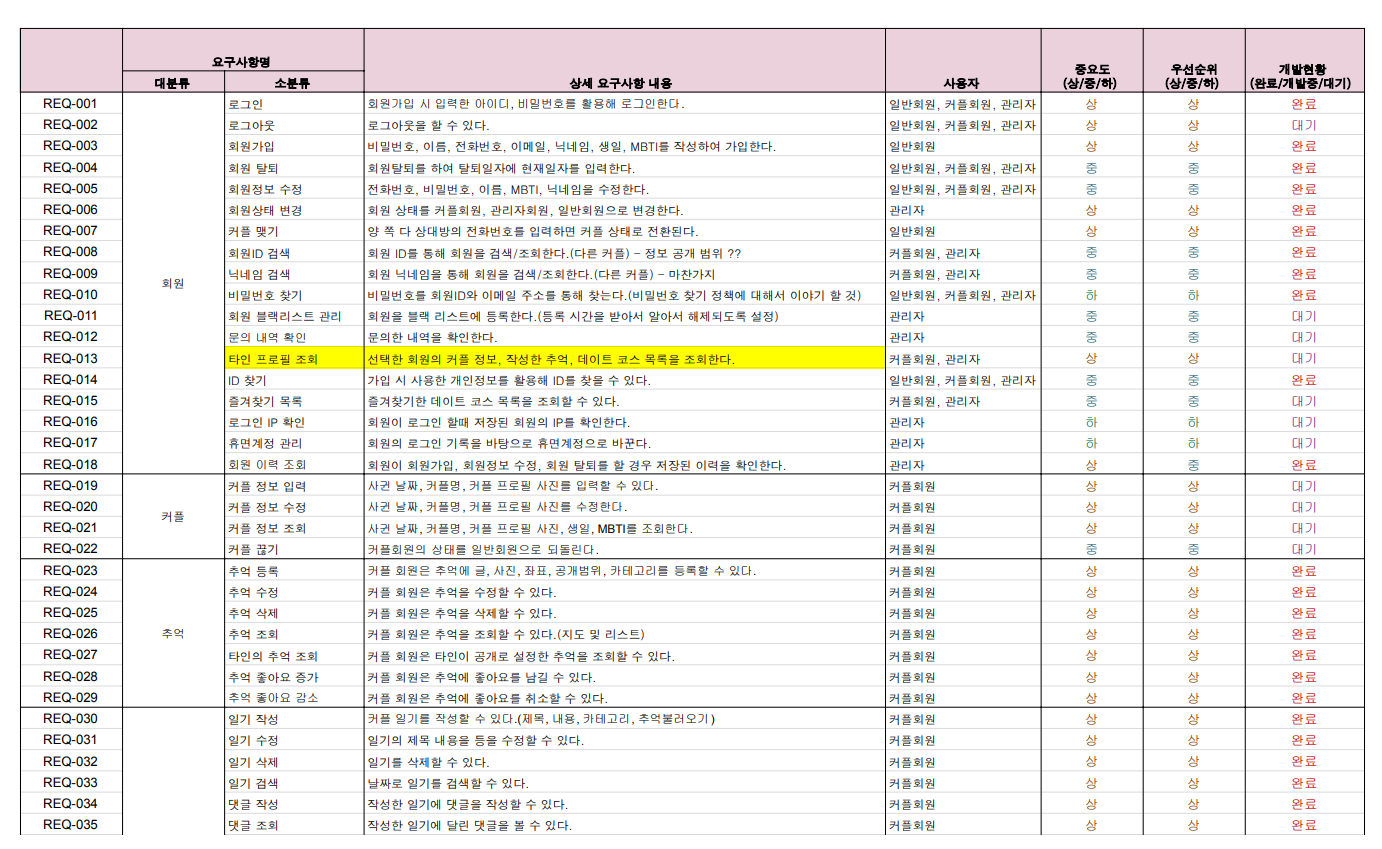 요구사항명
대분류 소분류 상세 요구사항 내용 사용자 중요도 (상/중/하) 우선순위 (상/중/하) 개발현황 (완료/개발중/대기)
REQ-001 로그인 회원가입 시 입력한 아이디, 비밀번호를 활용해 로그인한다. 일반회원, 커플회원, 관리자 상 상 완료
REQ-002 로그아웃 로그아웃을 할 수 있다. 일반회원, 커플회원, 관리자 상 상 대기
REQ-003 회원가입 비밀번호, 이름, 전화번호, 이메일, 닉네임, 생일, MBTI를 작성하여 가입한다. 일반회원 상 상 완료
REQ-004 회원 탈퇴 회원탈퇴를 하여 탈퇴일자에 현재일자를 입력한다. 일반회원, 커플회원, 관리자 중 중 완료
REQ-005 회원정보 수정 전화번호, 비밀번호, 이름, MBTI, 닉네임을 수정한다. 일반회원, 커플회원, 관리자 중 중 완료
REQ-006 회원상태 변경 회원 상태를 커플회원, 관리자회원, 일반회원으로 변경한다. 관리자 상 상 완료
REQ-007 커플 맺기 양 쪽 다 상대방의 전화번호를 입력하면 커플 상태로 전환된다. 일반회원 상 상 완료
REQ-008 회원ID 검색 회원 ID를 통해 회원을 검색/조회한다.(다른 커플) - 정보 공개 범위 ?? 커플회원, 관리자 중 중 완료
REQ-009 닉네임 검색 회원 닉네임을 통해 회원을 검색/조회한다.(다른 커플) - 마찬가지 커플회원, 관리자 중 중 완료
회원
REQ-010 비밀번호 찾기 비밀번호를 회원ID와 이메일 주소를 통해 찾는다.(비밀번호 찾기 정책에 대해서 이야기 할 것) 일반회원, 커플회원, 관리자 하 하 완료
REQ-011 회원 블랙리스트 관리 회원을 블랙 리스트에 등록한다.(등록 시간을 받아서 알아서 해제되도록 설정) 관리자 중 중 대기
REQ-012 문의 내역 확인 문의한 내역을 확인한다. 관리자 중 중 대기
REQ-013 타인 프로필 조회 선택한 회원의 커플 정보, 작성한 추억, 데이트 코스 목록을 조회한다. 커플회원, 관리자 상 상 대기
REQ-014 ID 찾기 가입 시 사용한 개인정보를 활용해 ID를 찾을 수 있다. 일반회원, 커플회원, 관리자 중 중 완료
REQ-015 즐겨찾기 목록 즐겨찾기한 데이트 코스 목록을 조회할 수 있다. 커플회원, 관리자 중 중 대기
REQ-016 로그인 IP 확인 회원이 로그인 할때 저장된 회원의 IP를 확인한다. 관리자 하 하 대기
REQ-017 휴면계정 관리 회원의 로그인 기록을 바탕으로 휴면계정으로 바꾼다. 관리자 하 하 대기
REQ-018 회원 이력 조회 회원이 회원가입, 회원정보 수정, 회원 탈퇴를 할 경우 저장된 이력을 확인한다. 관리자 상 중 완료
REQ-019 커플 정보 입력 사귄 날짜, 커플명, 커플 프로필 사진을 입력할 수 있다. 커플회원 상 상 대기
REQ-020 커플 정보 수정 사귄 날짜, 커플명, 커플 프로필 사진를 수정한다. 커플회원 상 상 대기
커플
REQ-021 커플 정보 조회 사귄 날짜, 커플명, 커플 프로필 사진, 생일, MBTI를 조회한다. 커플회원 상 상 대기
REQ-022 커플 끊기 커플회원의 상태를 일반회원으로 되돌린다. 커플회원 중 중 대기
REQ-023 추억 등록 커플 회원은 추억에 글, 사진, 좌표, 공개범위, 카테고리를 등록할 수 있다. 커플회원 상 상 완료
REQ-024 추억 수정 커플 회원은 추억을 수정할 수 있다. 커플회원 상 상 완료
REQ-025 추억 삭제 커플 회원은 추억을 삭제할 수 있다. 커플회원 상 상 완료
REQ-026 추억 추억 조회 커플 회원은 추억을 조회할 수 있다.(지도 및 리스트) 커플회원 상 상 완료
REQ-027 타인의 추억 조회 커플 회원은 타인이 공개로 설정한 추억을 조회할 수 있다. 커플회원 상 상 완료
REQ-028 추억 좋아요 증가 커플 회원은 추억에 좋아요를 남길 수 있다. 커플회원 상 상 완료
REQ-029 추억 좋아요 감소 커플 회원은 추억에 좋아요를 취소할 수 있다. 커플회원 상 상 완료
REQ-030 일기 작성 커플 일기를 작성할 수 있다.(제목, 내용, 카테고리, 추억불러오기) 커플회원 상 상 완료
REQ-031 일기 수정 일기의 제목 내용을 등을 수정할 수 있다. 커플회원 상 상 완료
REQ-032 일기 삭제 일기를 삭제할 수 있다. 커플회원 상 상 완료
REQ-033 일기 검색 날짜로 일기를 검색할 수 있다. 커플회원 상 상 완료
REQ-034 댓글 작성 작성한 일기에 댓글을 작성할 수 있다. 커플회원 상 상 완료
REQ-035 댓글 조회 작성한 일기에 달린 댓글을 볼 수 있다. 커플회원 상 상 완료